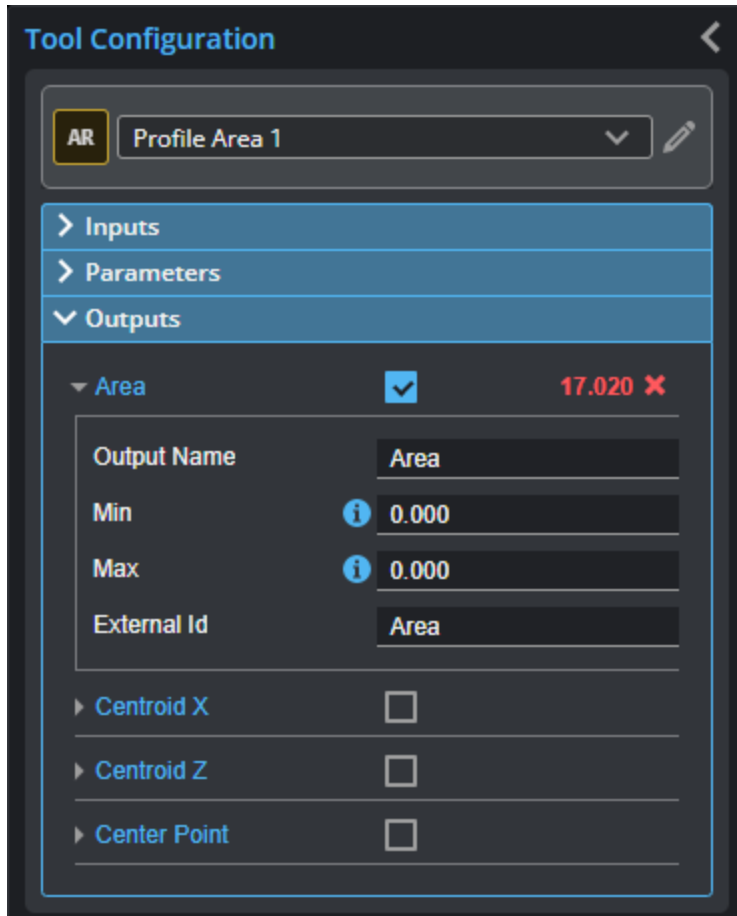 Tool Configuration
AR Profile Area 1
Inputs
Parameters
Outputs
Area 17.020
Output Name Area
Min 0.000
Max 0.000
External Id Area
Centroid X
Centroid Z
Center Point